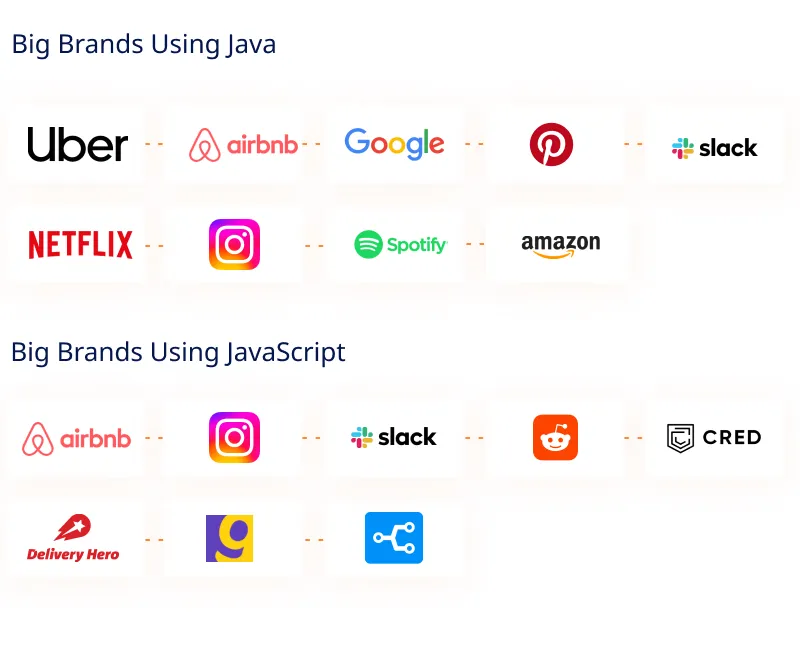 Big Brands Using Java
Uber airbnb Google slack
NETFLIX Spotify amazon
Big Brands Using JavaScript
airbnb slack CRED
Delivery Hero 9